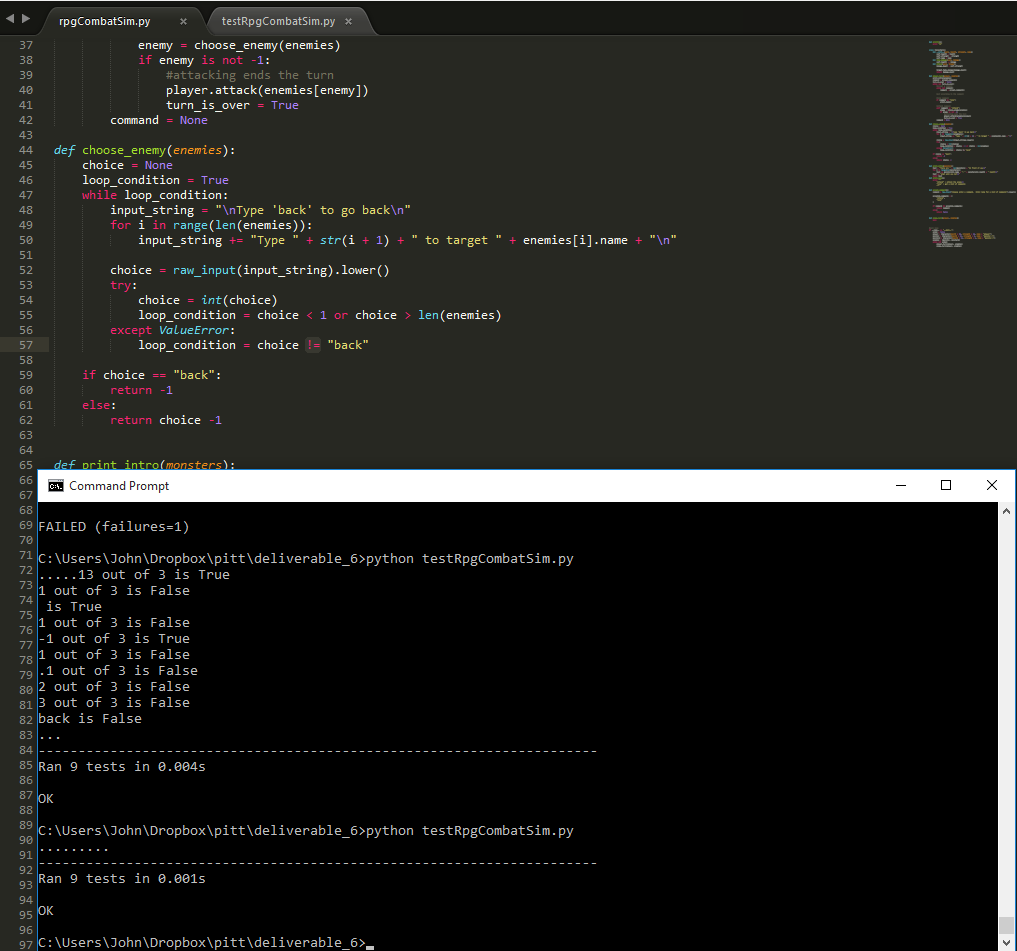 rpgCombatSim.py × testRpgCombatSim.py ×
37 enemy = choose_enemy(enemies)
38 if enemy is not -1:
39 #attacking ends the turn
40 player.attack(enemies[enemy])
41 turn_is_over = True
42 command = None
43
44 def choose_enemy(enemies):
45 choice = None
46 loop_condition = True
47 while loop_condition:
48 input_string = "\nType 'back' to go back\n"
49 for i in range(len(enemies)):
50 input_string += "Type " + str(i + 1) + " to target " + enemies[i].name + "\n"
51
52 choice = raw_input(input_string).lower()
53 try:
54 choice = int(choice)
55 loop_condition = choice < 1 or choice > len(enemies)
56 except ValueError:
57 loop_condition = choice != "back"
58
59 if choice == "back":
60 return -1
61 else:
62 return choice -1
63
64
65 def print_intro(monsters):
66 Command Prompt
67
68
69 FAILED (failures=1)
70
71 C:\Users\John\Dropbox\pitt\deliverable_6>python testRpgCombatSim.py
72 .....13 out of 3 is True
73 1 out of 3 is False
74 is True
75 1 out of 3 is False
76
77 -1 out of 3 is True
78 1 out of 3 is False
79 .1 out of 3 is False
80 2 out of 3 is False
81 3 out of 3 is False
82 back is False
83 ...
84 ----------------------------------------------------------------------
85 Ran 9 tests in 0.004s
86
87
88 OK
89
90 C:\Users\John\Dropbox\pitt\deliverable_6>python testRpgCombatSim.py
91 .........
92 ----------------------------------------------------------------------
93 Ran 9 tests in 0.001s
94
95 OK
96
97 C:\Users\John\Dropbox\pitt\deliverable_6>